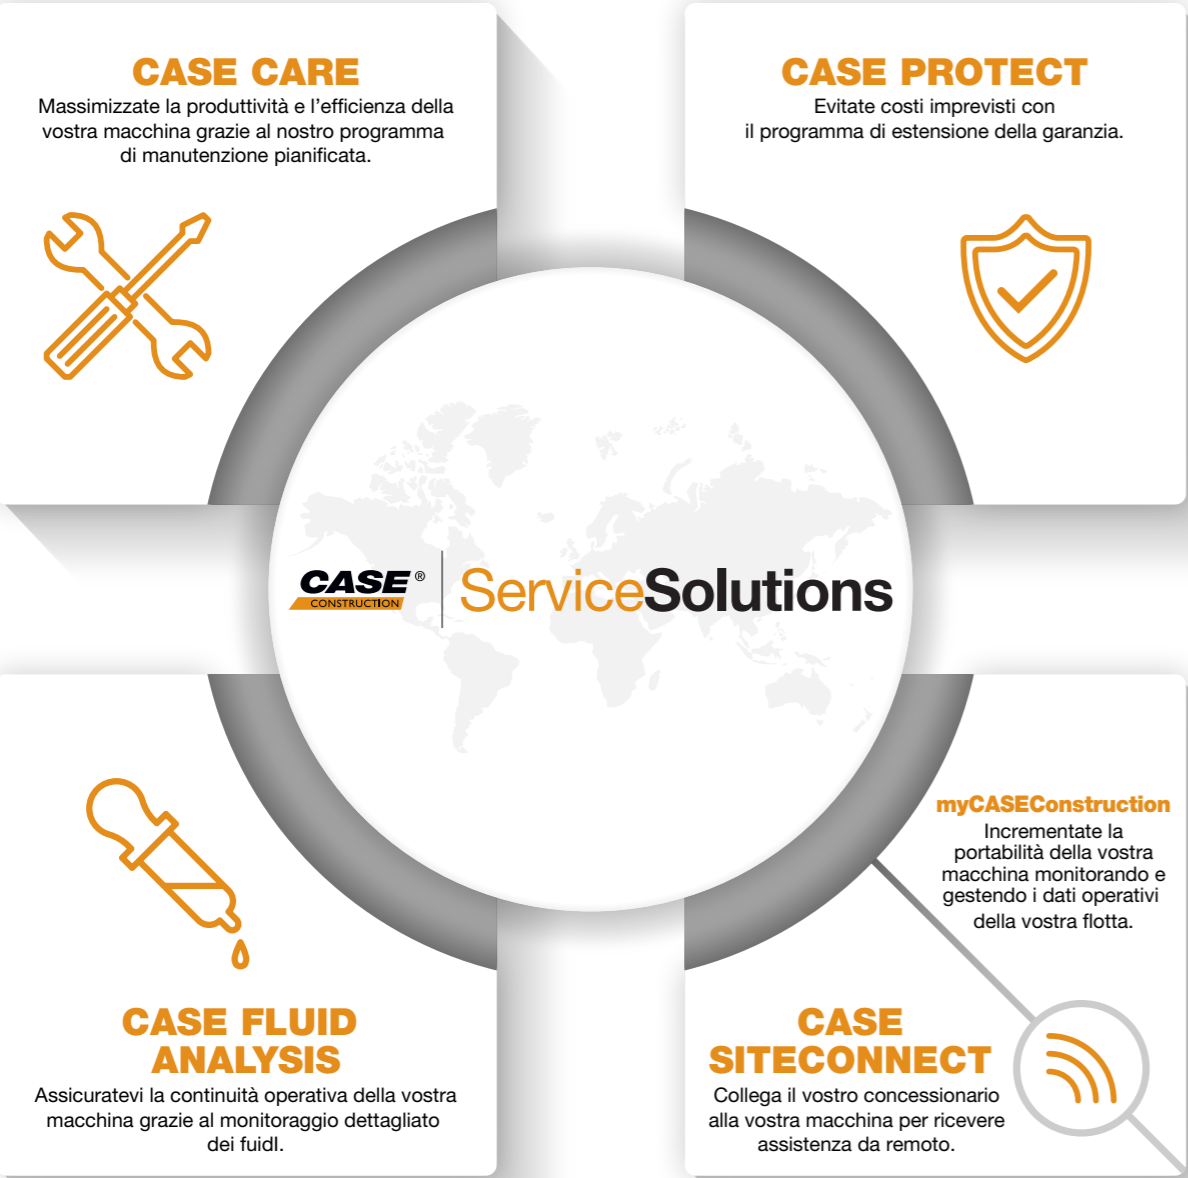 CASE CARE
Massimizzate la produttività e l'efficienza della
vostra macchina grazie al nostro programma
di manutenzione pianificata.
CASE PROTECT
Evitate costi imprevisti con
il programma di estensione della garanzia.
CASE® | ServiceSolutions
CONSTRUCTION
CASE FLUID
ANALYSIS
Assicuratevi la continuità operativa della vostra
macchina grazie al monitoraggio dettagliato
dei fuidI.
myCASEConstruction
Incrementate la
portabilità della vostra
macchina monitorando e
gestendo i dati operativi
della vostra flotta.
CASE
SITECONNECT
Collega il vostro concessionario
alla vostra macchina per ricevere
assistenza da remoto.